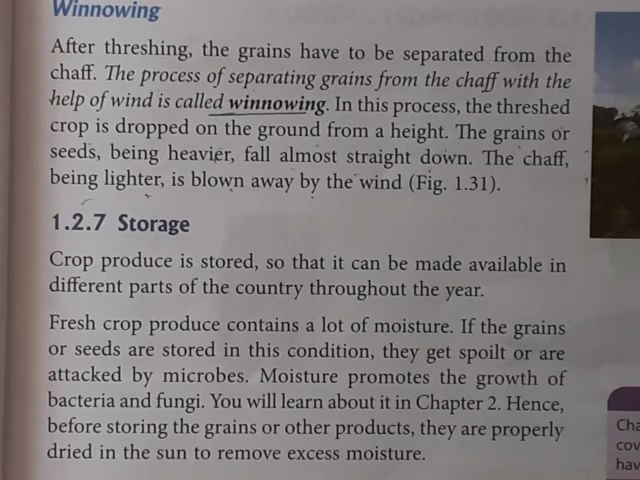 Winnowing
After threshing, the grains have to be separated from the
chaff. The process of separating grains from the chaff with the
help of wind is called winnowing. In this process, the threshed
crop is dropped on the ground from a height. The grains or
seeds, being heavier, fall almost straight down. The chaff,
being lighter, is blown away by the wind (Fig. 1.31).
1.2.7 Storage
Crop produce is stored, so that it can be made available in
different parts of the country throughout the year.
Fresh crop produce contains a lot of moisture. If the grains
or seeds are stored in this condition, they get spoilt or are
attacked by microbes. Moisture promotes the growth of
bacteria and fungi. You will learn about it in Chapter 2. Hence,
before storing the grains or other products, they are properly
dried in the sun to remove excess moisture.
Cha
cov
hav